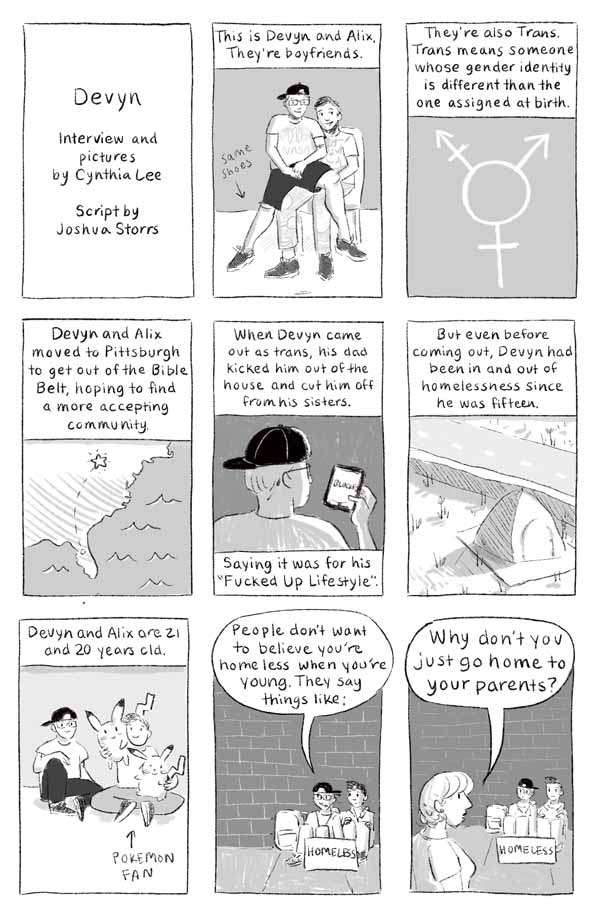 Devyn
Interview and
pictures
by Cynthia Lee
Script by
Joshua Storrs
This is Devyn and Alix.
They're boyfriends.
same
shoes
They're also Trans.
Trans means someone
whose gender identity
is different than the
one assigned at birth.
Devyn and Alix
moved to Pittsburgh
to get out of the Bible
Belt, hoping to find
a more accepting
community.
When Devyn came
out as trans, his dad
kicked him out of the
house and cut him off
from his sisters.
Saying it was for his
"Fucked Up Lifestyle".
But even before
coming out, Devyn had
been in and out of
homelessness since
he was fifteen.
Devyn and Alix are 21
and 20 years old.
POKEMON
FAN
People don't want
to believe you're
homeless when you're
young. They say
things like:
HOMELESS
Why don't you
just go home to
your parents?
HOMELESS